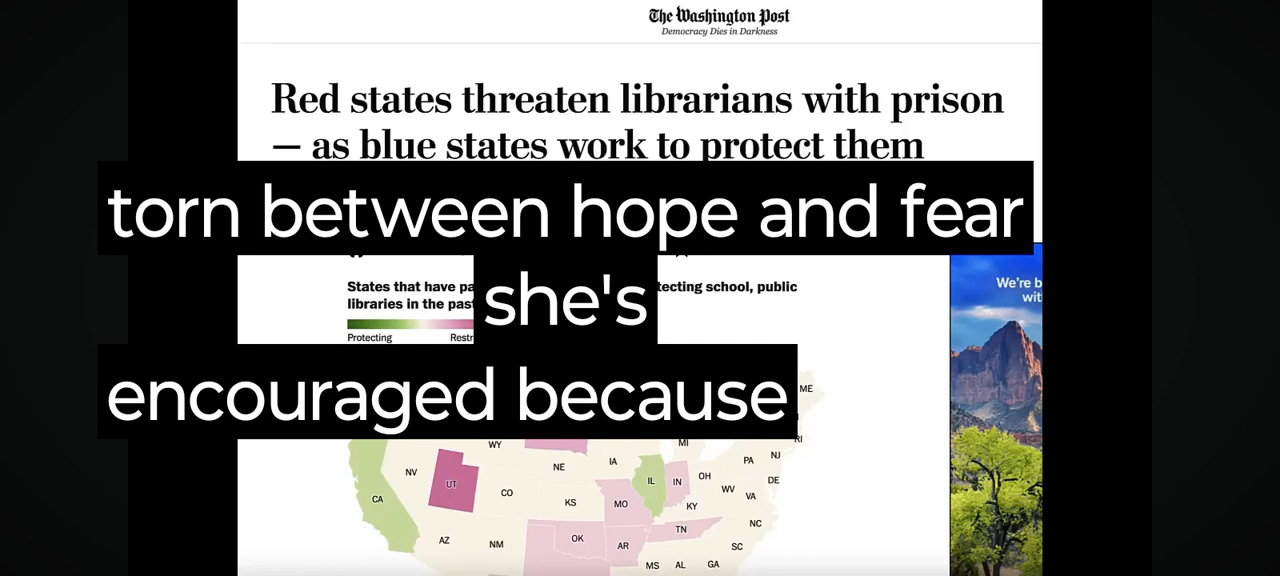 The Washington Post
Democracy Dies in Darkness
Red states threaten librarians with prison
— as blue states work to protect them
torn between hope and fear
she's
encouraged because
States that have pa tecting school, public
libraries in the past
Protecting Restr
We're b
wit
ME
RI
WY
MI
NV
UT
CO
NE
IA
IL
IN
OH
PA
NJ
DE
WV
VA
CA
KS
MO
KY
NC
AZ
NM
OK
AR
TN
SC
MS
AL
GA